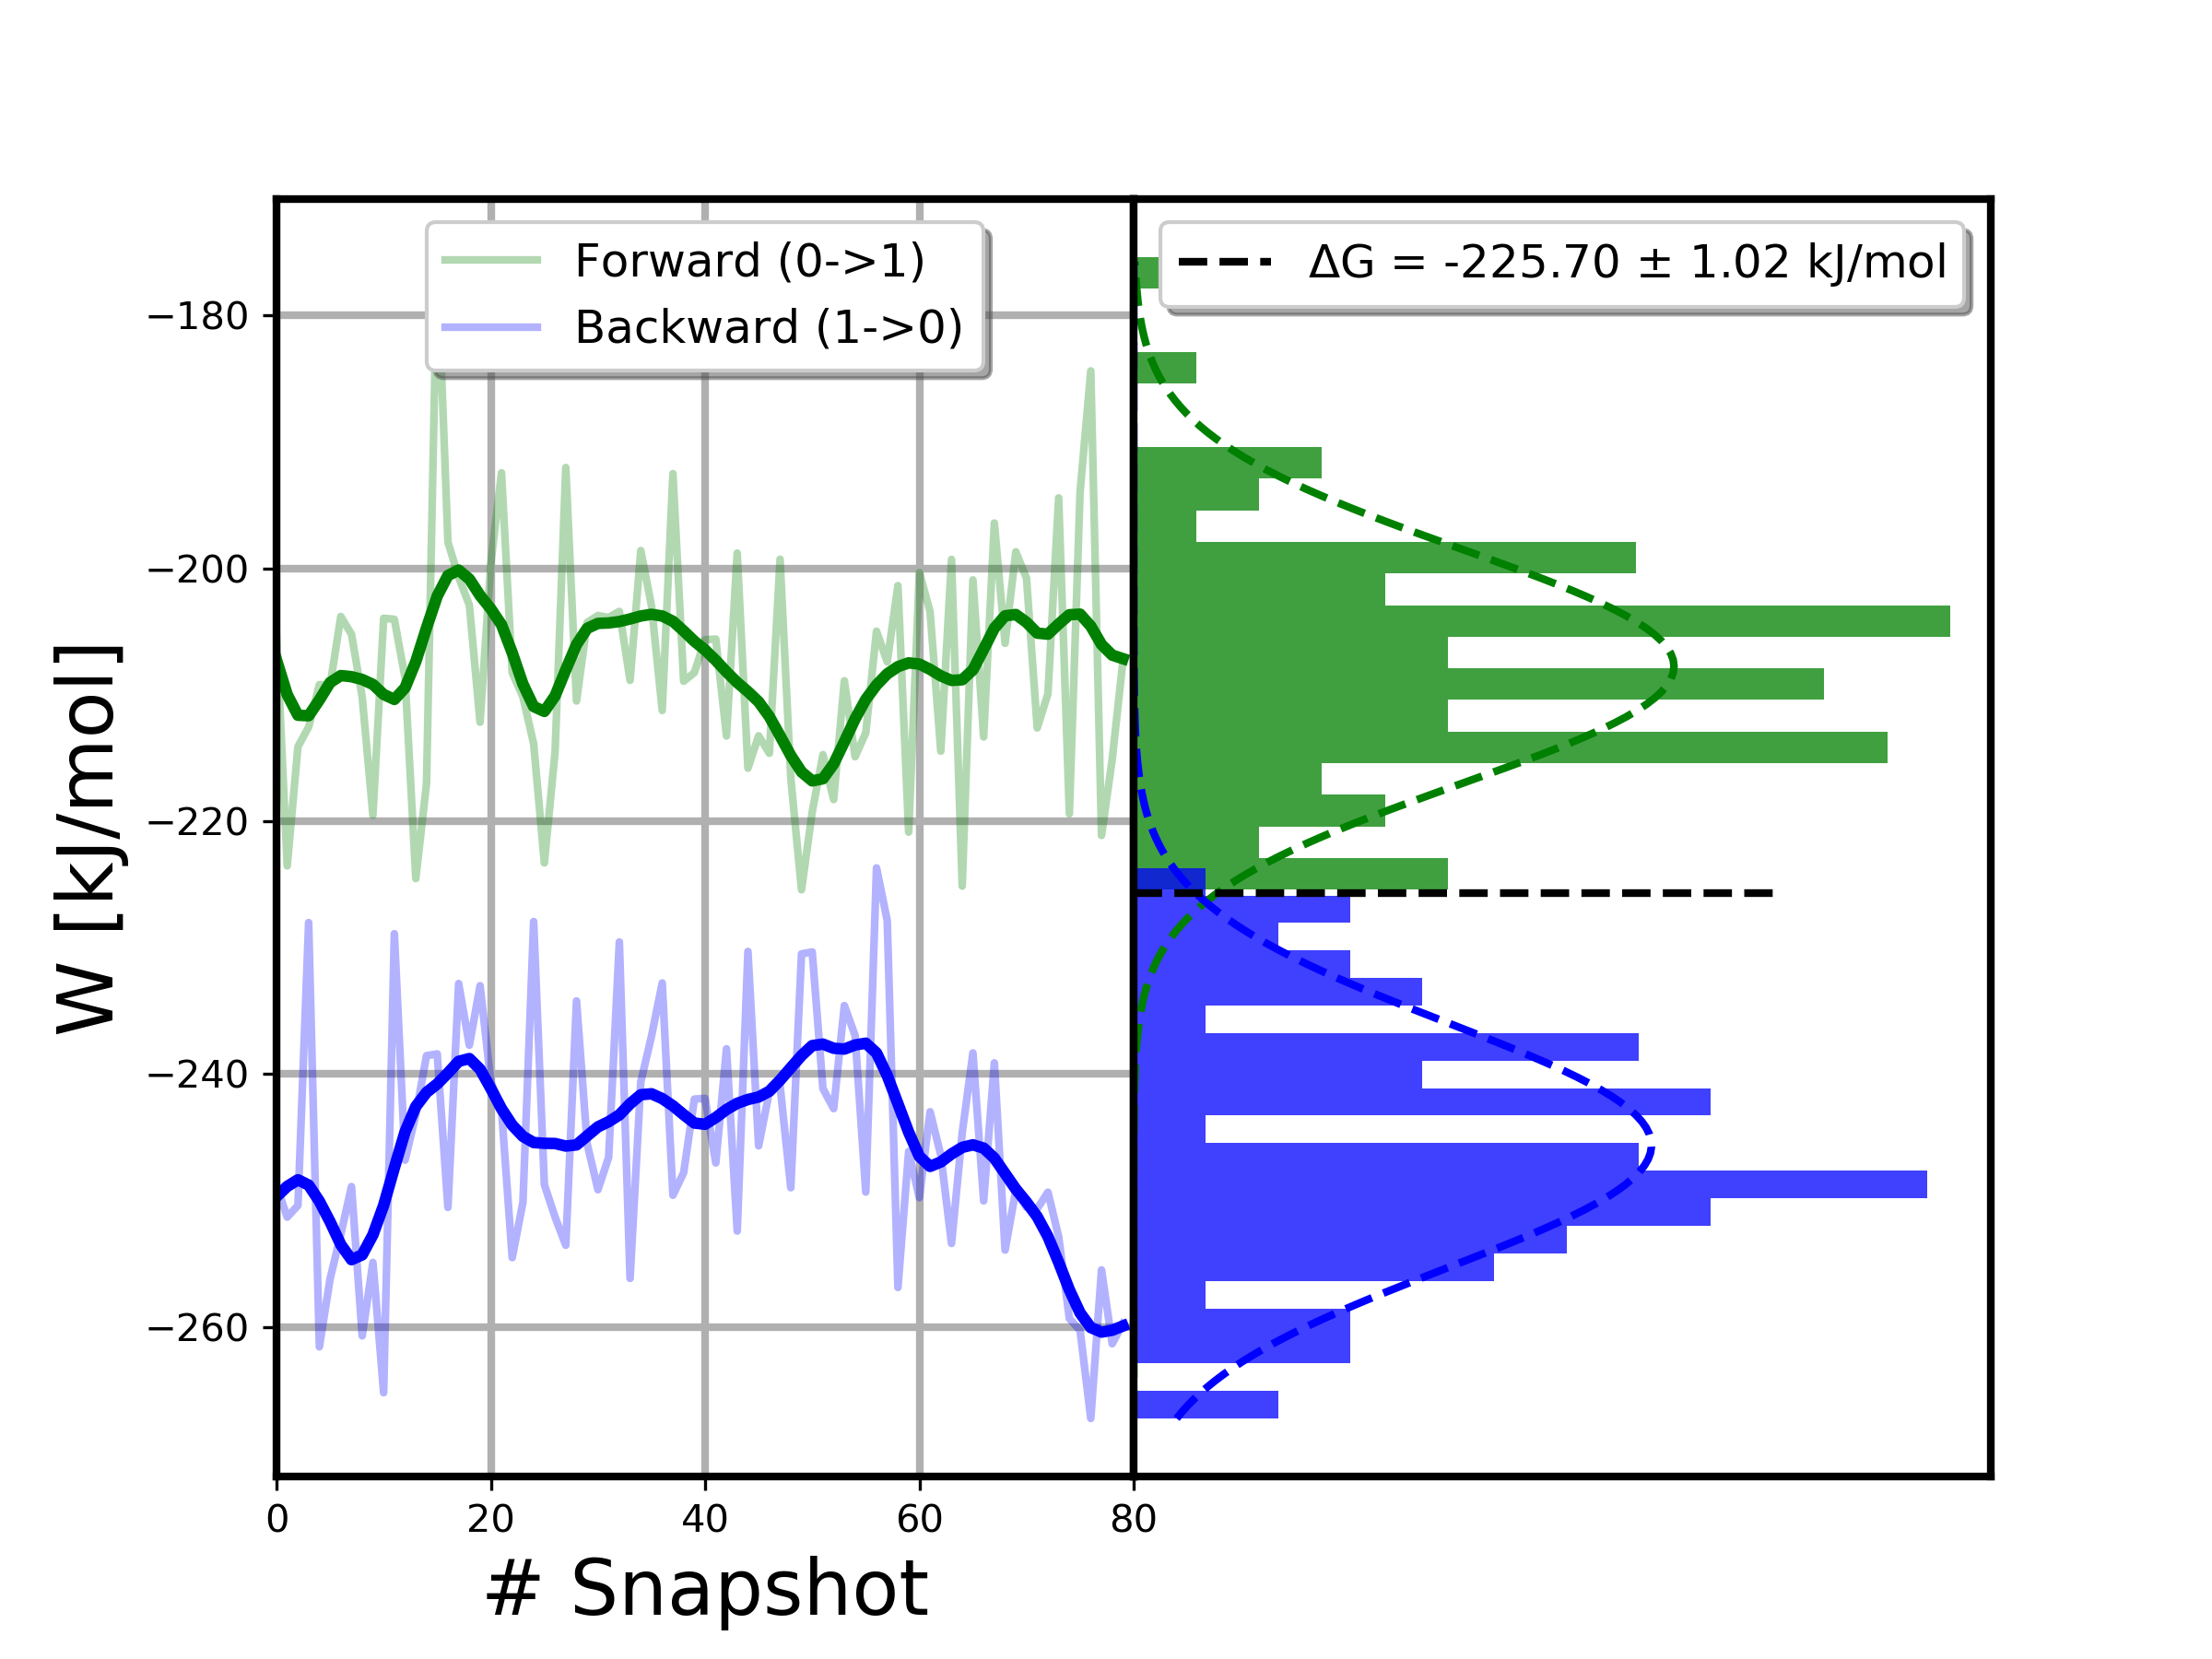 Forward (0->1)
Backward (1->0)
ΔG = -225.70 ± 1.02 kJ/mol
−180
−200
−220
−240
−260
W [kJ/mol]
0 20 40 60 80
# Snapshot